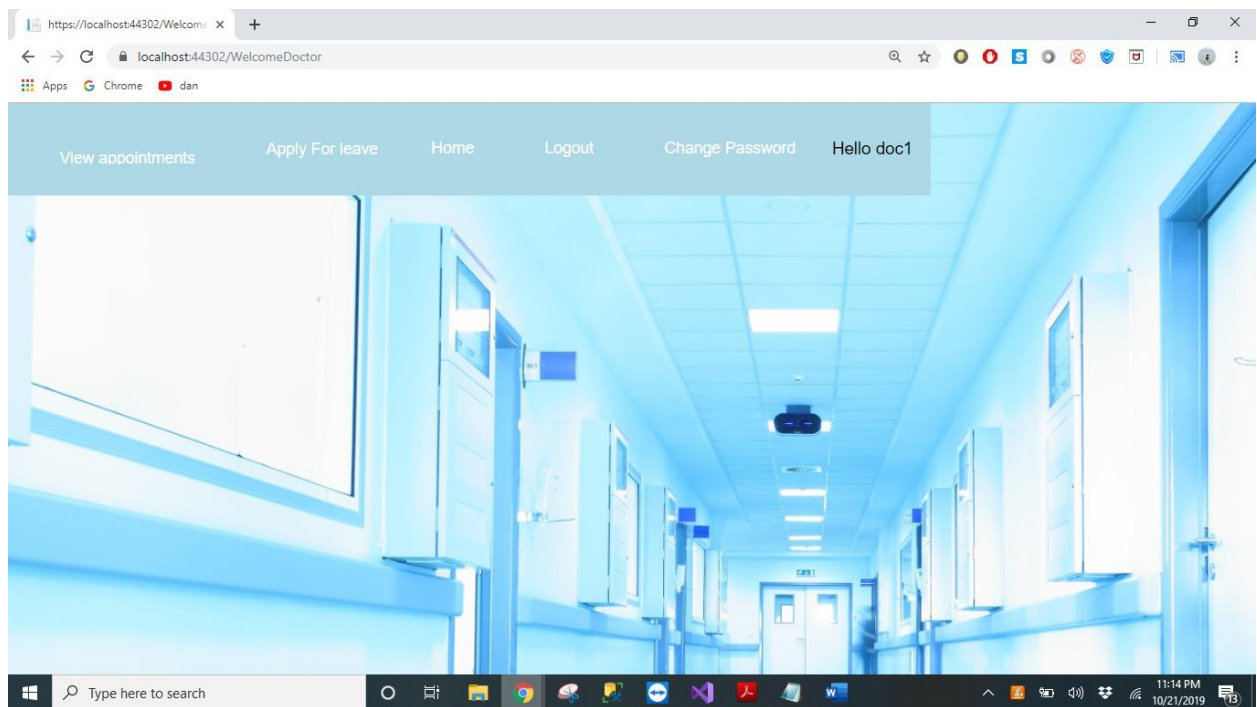 https://localhost:44302/Welcome
localhost:44302/WelcomeDoctor
Apps Chrome dan
View appointments Apply For leave Home Logout Change Password Hello doc1
Type here to search
11:14 PM
10/21/2019
13